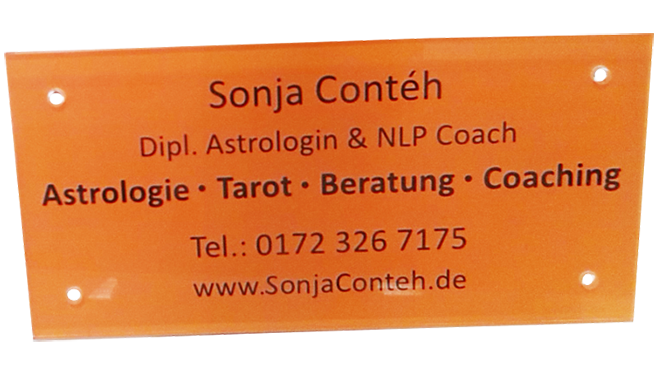 Sonja Contéh
Dipl. Astrologin & NLP Coach
Astrologie • Tarot • Beratung • Coaching
Tel.: 0172 326 7175
www.SonjaConteh.de